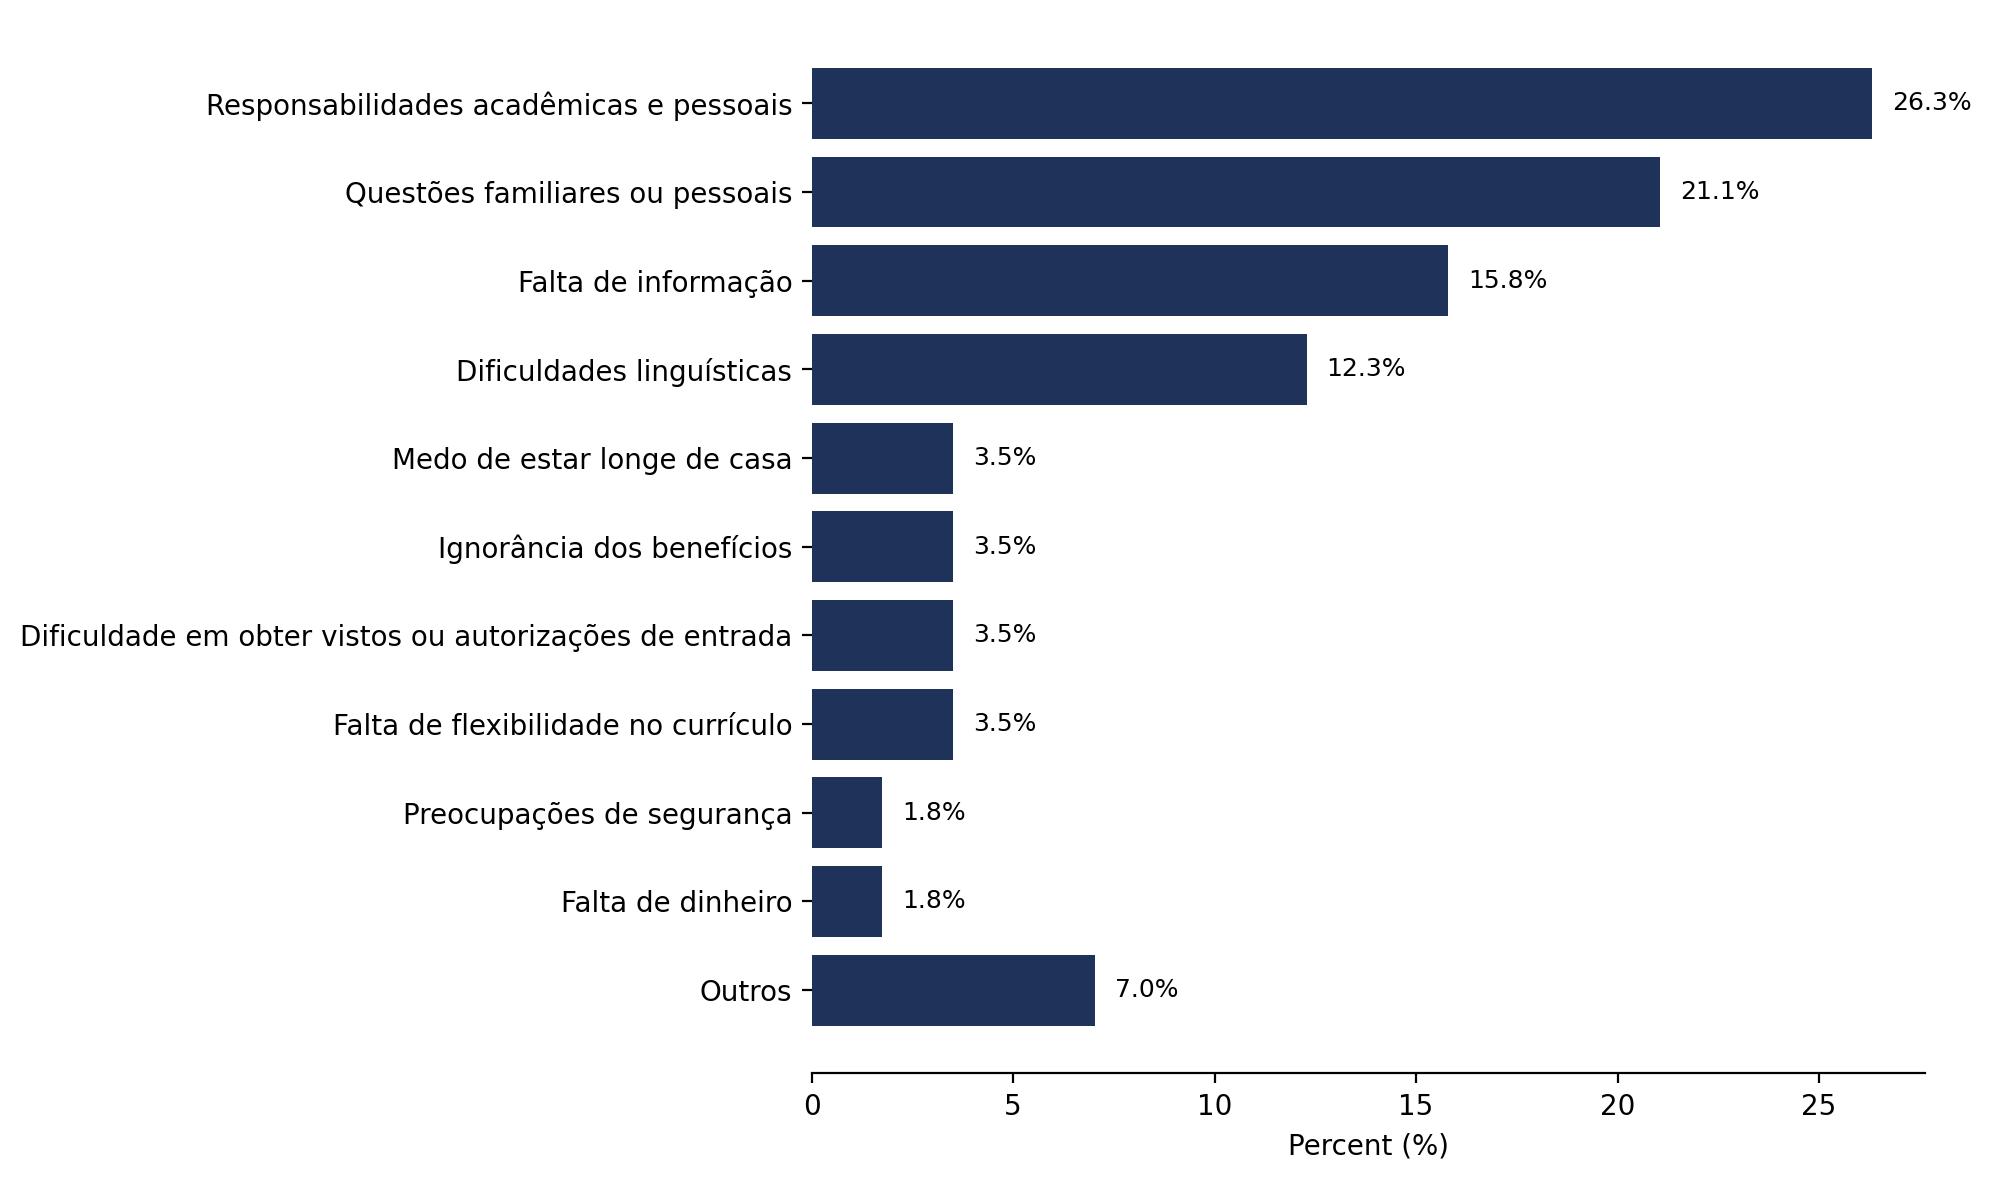 Responsabilidades acadêmicas e pessoais 26.3%
Questões familiares ou pessoais 21.1%
Falta de informação 15.8%
Dificuldades linguísticas 12.3%
Medo de estar longe de casa 3.5%
Ignorância dos benefícios 3.5%
Dificuldade em obter vistos ou autorizações de entrada 3.5%
Falta de flexibilidade no currículo 3.5%
Preocupações de segurança 1.8%
Falta de dinheiro 1.8%
Outros 7.0%
0 5 10 15 20 25
Percent (%)